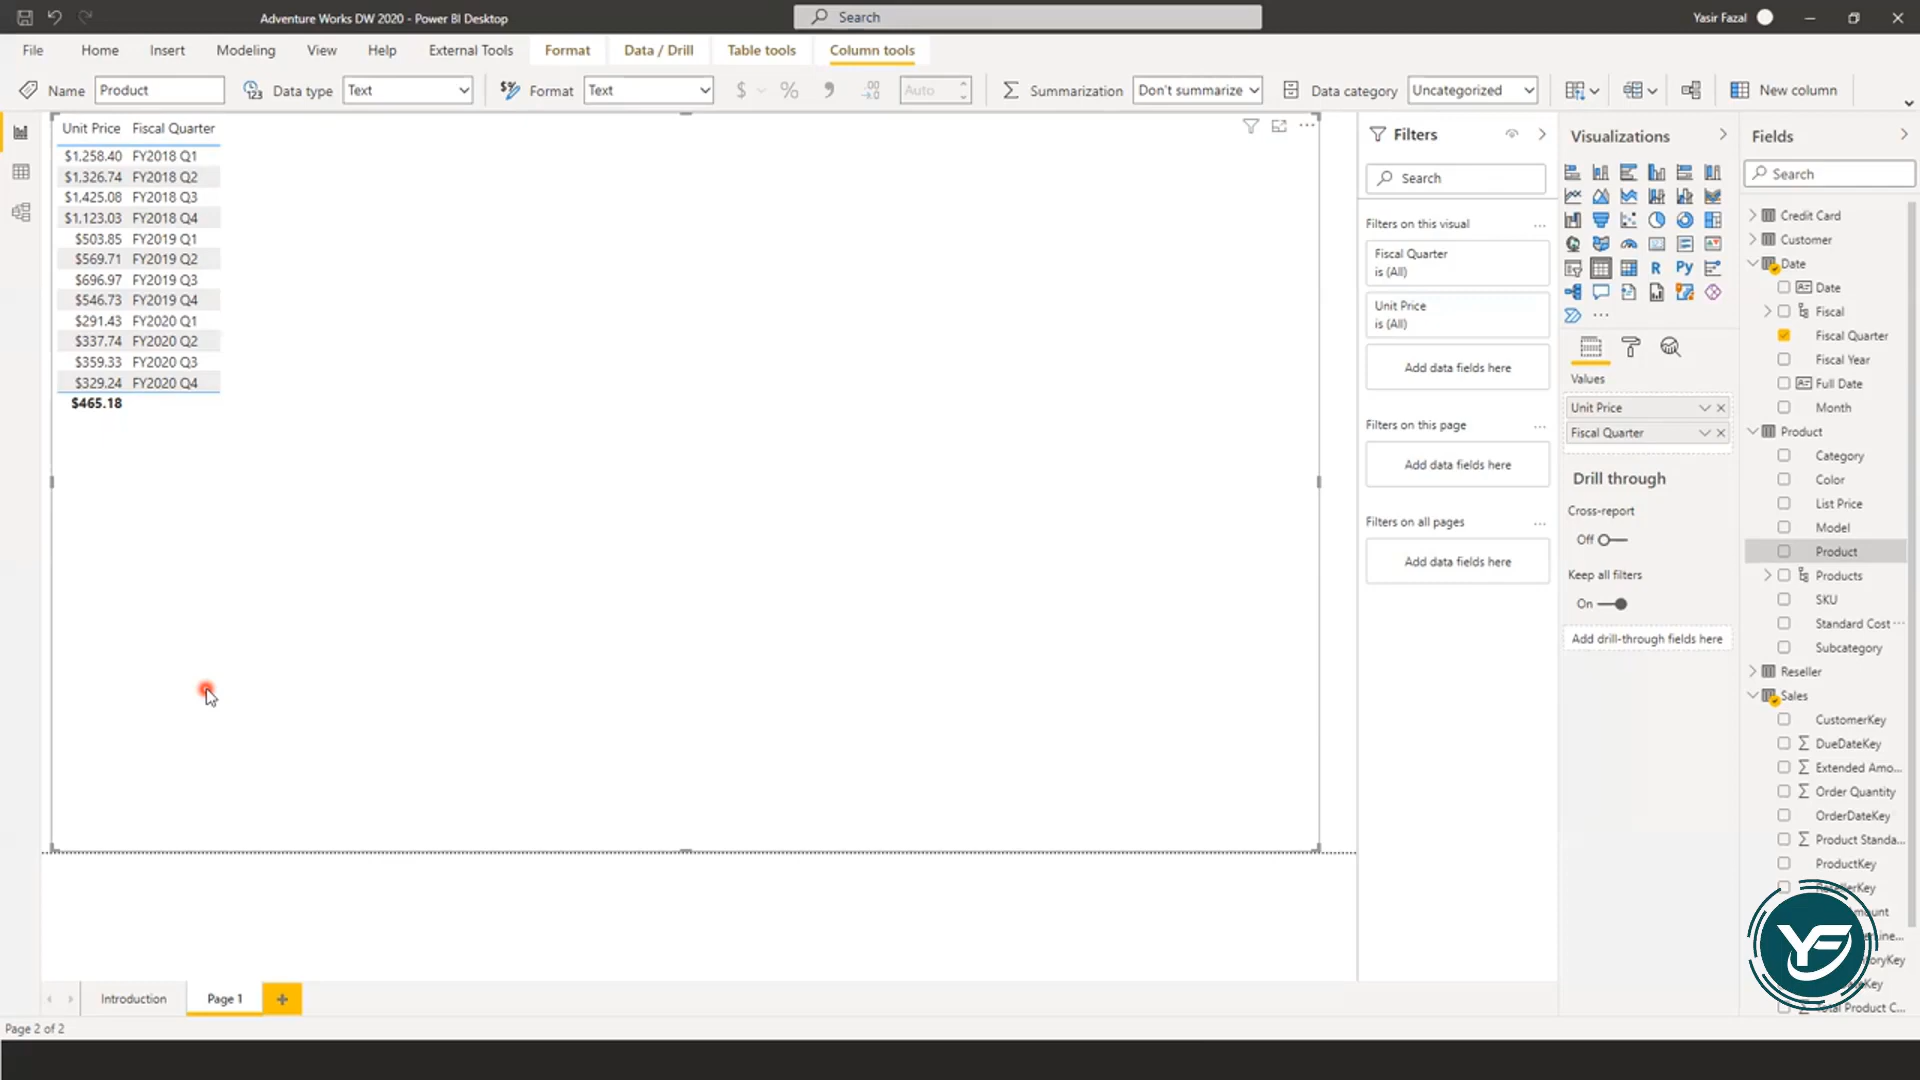 Adventure Works DW 2020 - Power BI Desktop
Search
Yasir Fazal
File Home Insert Modeling View Help External Tools Format Data / Drill Table tools Column tools
Name Product Data type Text Format Text $ % Auto Summarization Don't summarize Data category Uncategorized New column
Unit Price Fiscal Quarter
$1,258.40 FY2018 Q1
$1,326.74 FY2018 Q2
$1,425.08 FY2018 Q3
$1,123.03 FY2018 Q4
$503.85 FY2019 Q1
$569.71 FY2019 Q2
$696.97 FY2019 Q3
$546.73 FY2019 Q4
$291.43 FY2020 Q1
$337.74 FY2020 Q2
$359.33 FY2020 Q3
$329.24 FY2020 Q4
$465.18
Filters
Search
Filters on this visual ...
Fiscal Quarter
is (All)
Unit Price
is (All)
Add data fields here
Filters on this page ...
Add data fields here
Filters on all pages ...
Add data fields here
Visualizations
R Py
...
Values
Unit Price
Fiscal Quarter
Drill through
Cross-report
Off
Keep all filters
On
Add drill-through fields here
Fields
Search
Credit Card
Customer
Date
Date
Fiscal
Fiscal Quarter
Fiscal Year
Full Date
Month
Product
Category
Color
List Price
Model
Product
Products
SKU
Standard Cost ...
Subcategory
Reseller
Sales
CustomerKey
DueDateKey
Extended Amo...
Order Quantity
OrderDateKey
Product Standa...
ProductKey
YF
Total Product C...
Introduction Page 1 +
Page 2 of 2